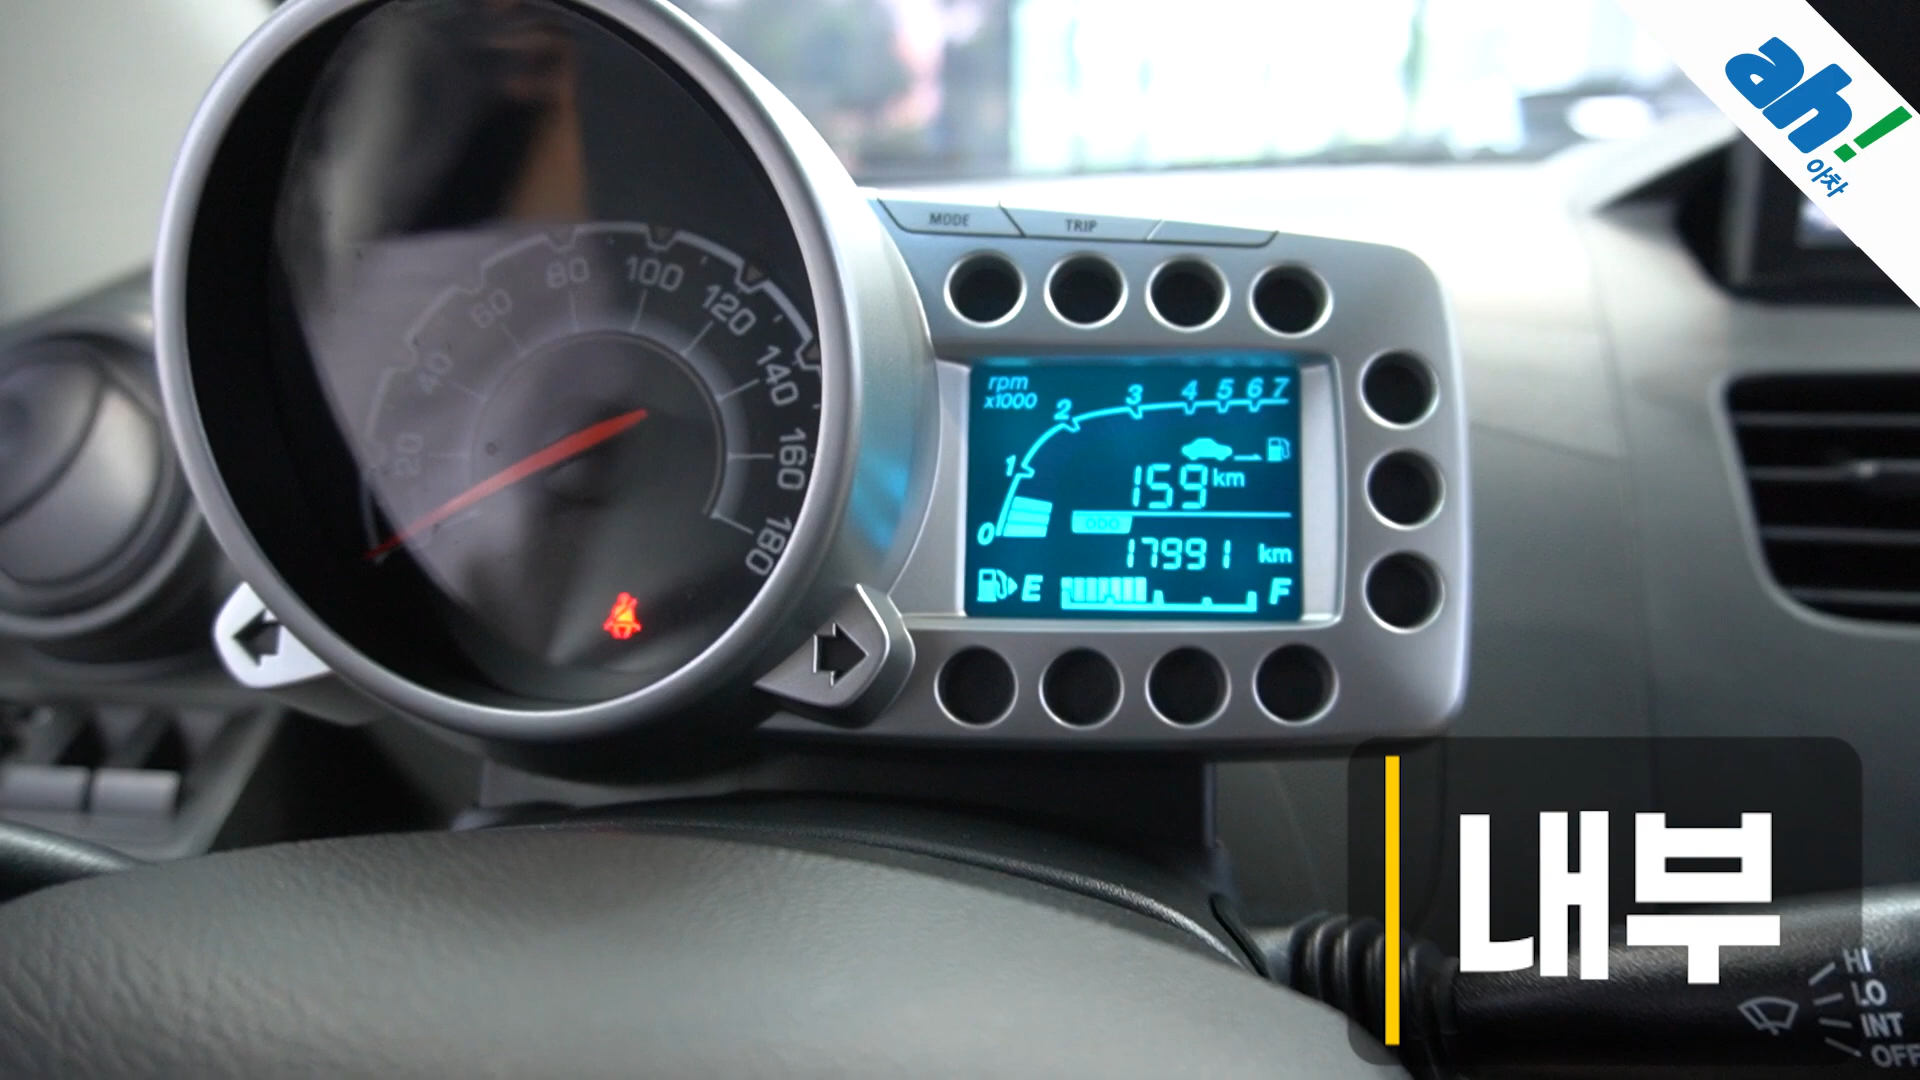 ah!
아차
MODE TRIP
20 40 60 80 100 120 140 160 180
rpm
x1000
0 1 2 3 4 5 6 7
159 km
ODO
17991 km
E F
내부
HI
LO
INT
OFF